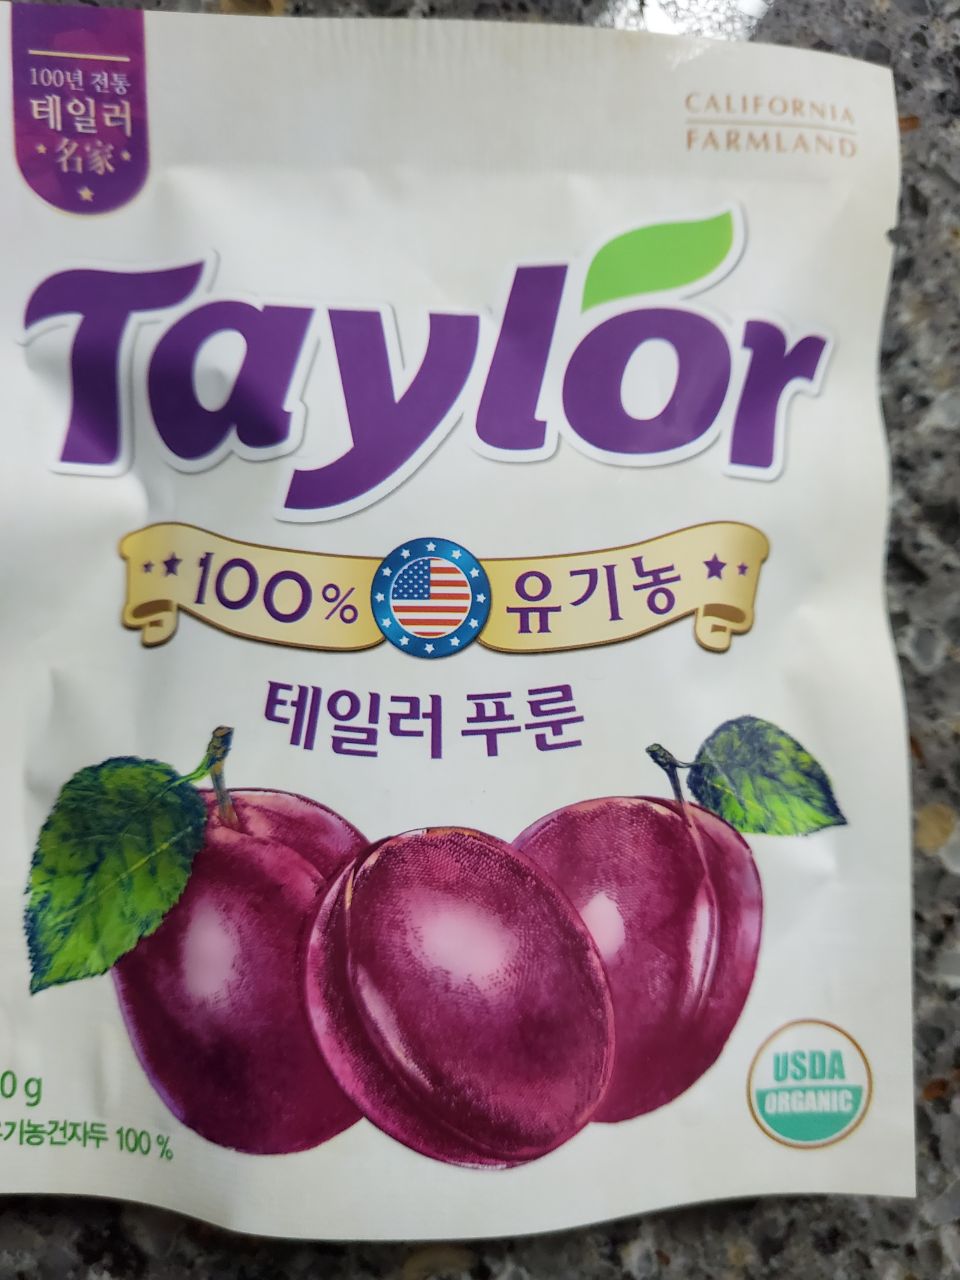 100년 전통
테일러
名家
CALIFORNIA
FARMLAND
Taylor
100% 유기농
테일러 푸룬
0 g
기농건자두 100 %
USDA
ORGANIC